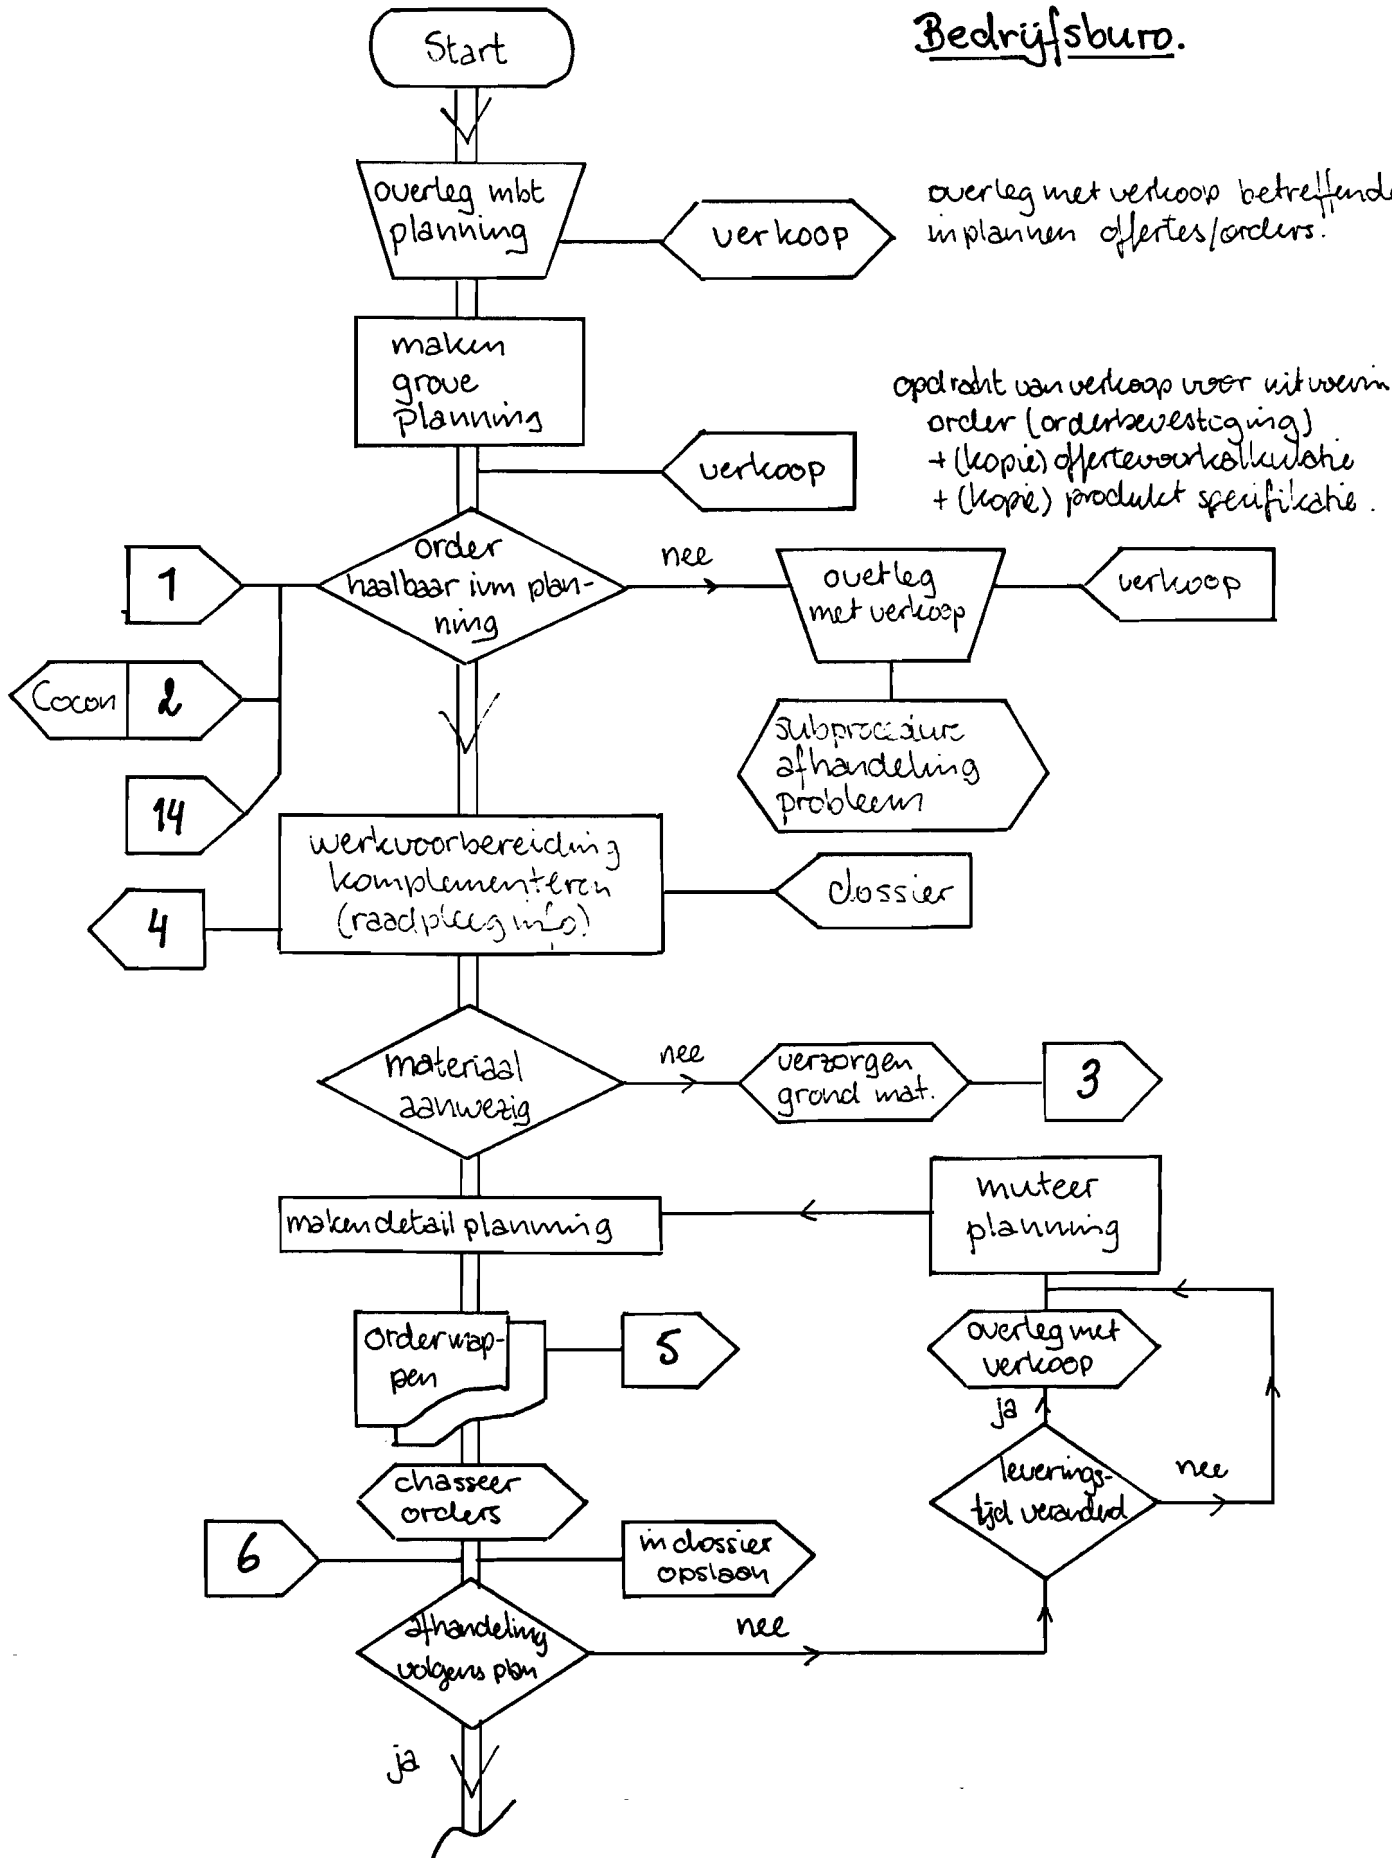 Bedrijfsburo.
Start
overleg mbt
planning
verkoop
overleg met verkoop betreffende
inplannen offertes/orders.
maken
grove
planning
verkoop
opdraht van verkoop voor uitvoerin
order (orderbevestiging)
+ (kopie) offertevoorkalkulatie
+ (kopie) produkt specifikatie.
1
order
haalbaar ivm plan-
ning
nee
overleg
met verkoop
verkoop
Cocon
2
subprocedure
afhandeling
probleem
14
werkvoorbereiding
komplementeren
(raadpleeg info)
dossier
4
materiaal
aanwezig
nee
verzorgen
grond mat.
3
maken detail planning
muteer
planning
ordermap-
pen
5
overleg met
verkoop
ja
chasseer
orders
leverings-
tijd veranderd
nee
6
in dossier
opslaan
afhandeling
volgens plan
nee
ja